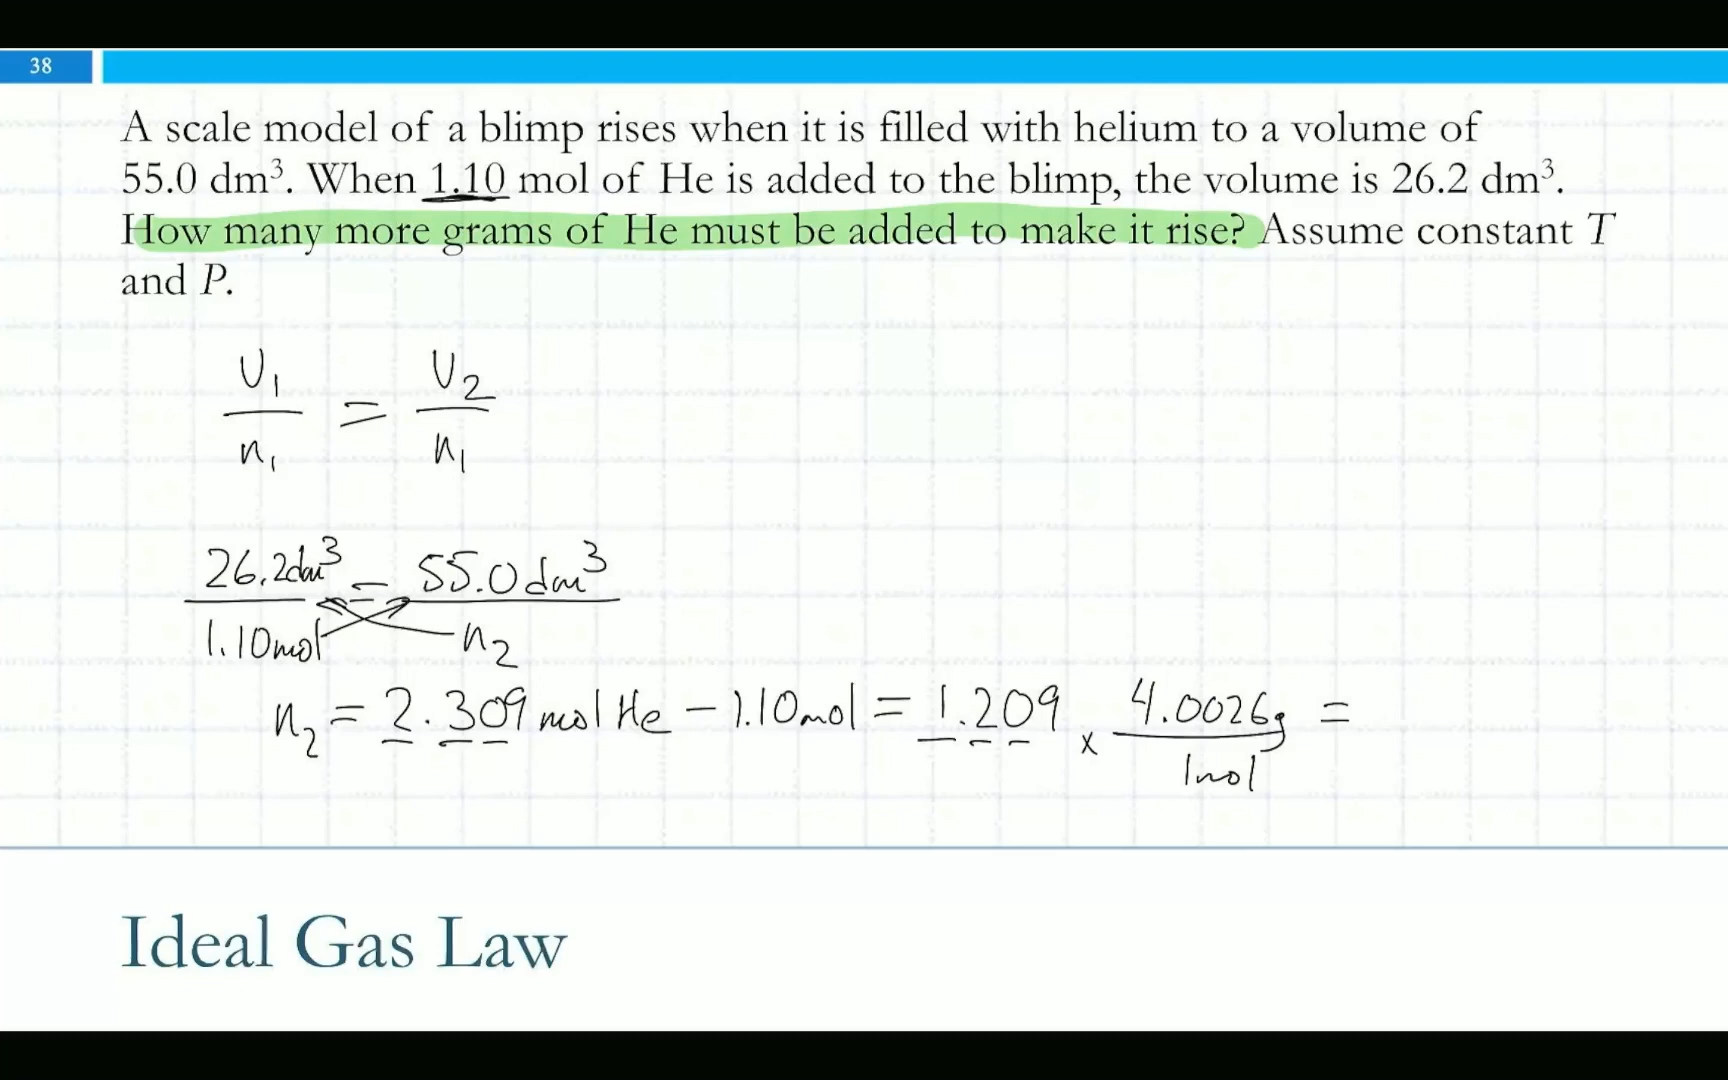 38
A scale model of a blimp rises when it is filled with helium to a volume of
55.0 dm³. When 1.10 mol of He is added to the blimp, the volume is 26.2 dm³.
How many more grams of He must be added to make it rise? Assume constant T
and P.
V₁/n₁ = V₂/n₁
26.2dm³/1.10mol = 55.0dm³/n₂
n₂ = 2.309 mol He − 1.10mol = 1.209 x 4.0026g/1mol =
Ideal Gas Law